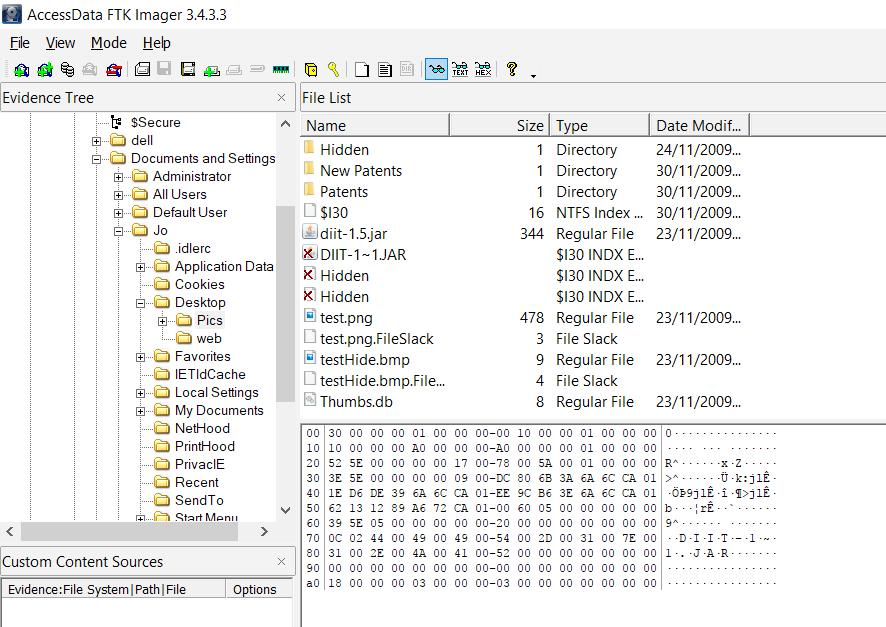 AccessData FTK Imager 3.4.3.3
File View Mode Help
Evidence Tree
$Secure
dell
Documents and Settings
Administrator
All Users
Default User
Jo
.idlerc
Application Data
Cookies
Desktop
Pics
web
Favorites
IETldCache
Local Settings
My Documents
NetHood
PrintHood
PrivacIE
Recent
SendTo
Start Menu
Custom Content Sources
Evidence:File System|Path|File Options
File List
Name Size Type Date Modif...
Hidden 1 Directory 24/11/2009...
New Patents 1 Directory 30/11/2009...
Patents 1 Directory 30/11/2009...
$I30 16 NTFS Index ... 30/11/2009...
diit-1.5.jar 344 Regular File 23/11/2009...
DIIT-1~1.JAR $I30 INDX E...
Hidden $I30 INDX E...
Hidden $I30 INDX E...
test.png 478 Regular File 23/11/2009...
test.png.FileSlack 3 File Slack
testHide.bmp 9 Regular File 23/11/2009...
testHide.bmp.File... 4 File Slack
Thumbs.db 8 Regular File 23/11/2009...
00 30 00 00 00 01 00 00 00-00 10 00 00 01 00 00 00 0···············
10 10 00 00 00 A0 00 00 00-A0 00 00 00 01 00 00 00
20 52 5E 00 00 00 00 17 00-78 00 5A 00 01 00 00 00 R^······x·Z·····
30 3E 5E 00 00 00 00 09 00-DC 80 6B 3A 6A 6C CA 01 >^······Ü·k:jlÊ·
40 1E D6 DE 39 6A 6C CA 01-EE 9C B6 3E 6A 6C CA 01 ·ÖÞ9jlÊ·î·¶>jlÊ·
50 62 13 12 89 A6 72 CA 01-00 60 05 00 00 00 00 00 b···¦rÊ··`······
60 39 5E 05 00 00 00 00 00-20 00 00 00 00 00 00 00 9^······ ·······
70 0C 02 44 00 49 00 49 00-54 00 2D 00 31 00 7E 00 ··D·I·I·T·-·1·~·
80 31 00 2E 00 4A 00 41 00-52 00 00 00 00 00 00 00 1·.·J·A·R·······
90 00 00 00 00 00 00 00 00-00 00 00 00 00 00 00 00 ················
a0 18 00 00 00 03 00 00 00-03 00 00 00 00 00 00 00 ················